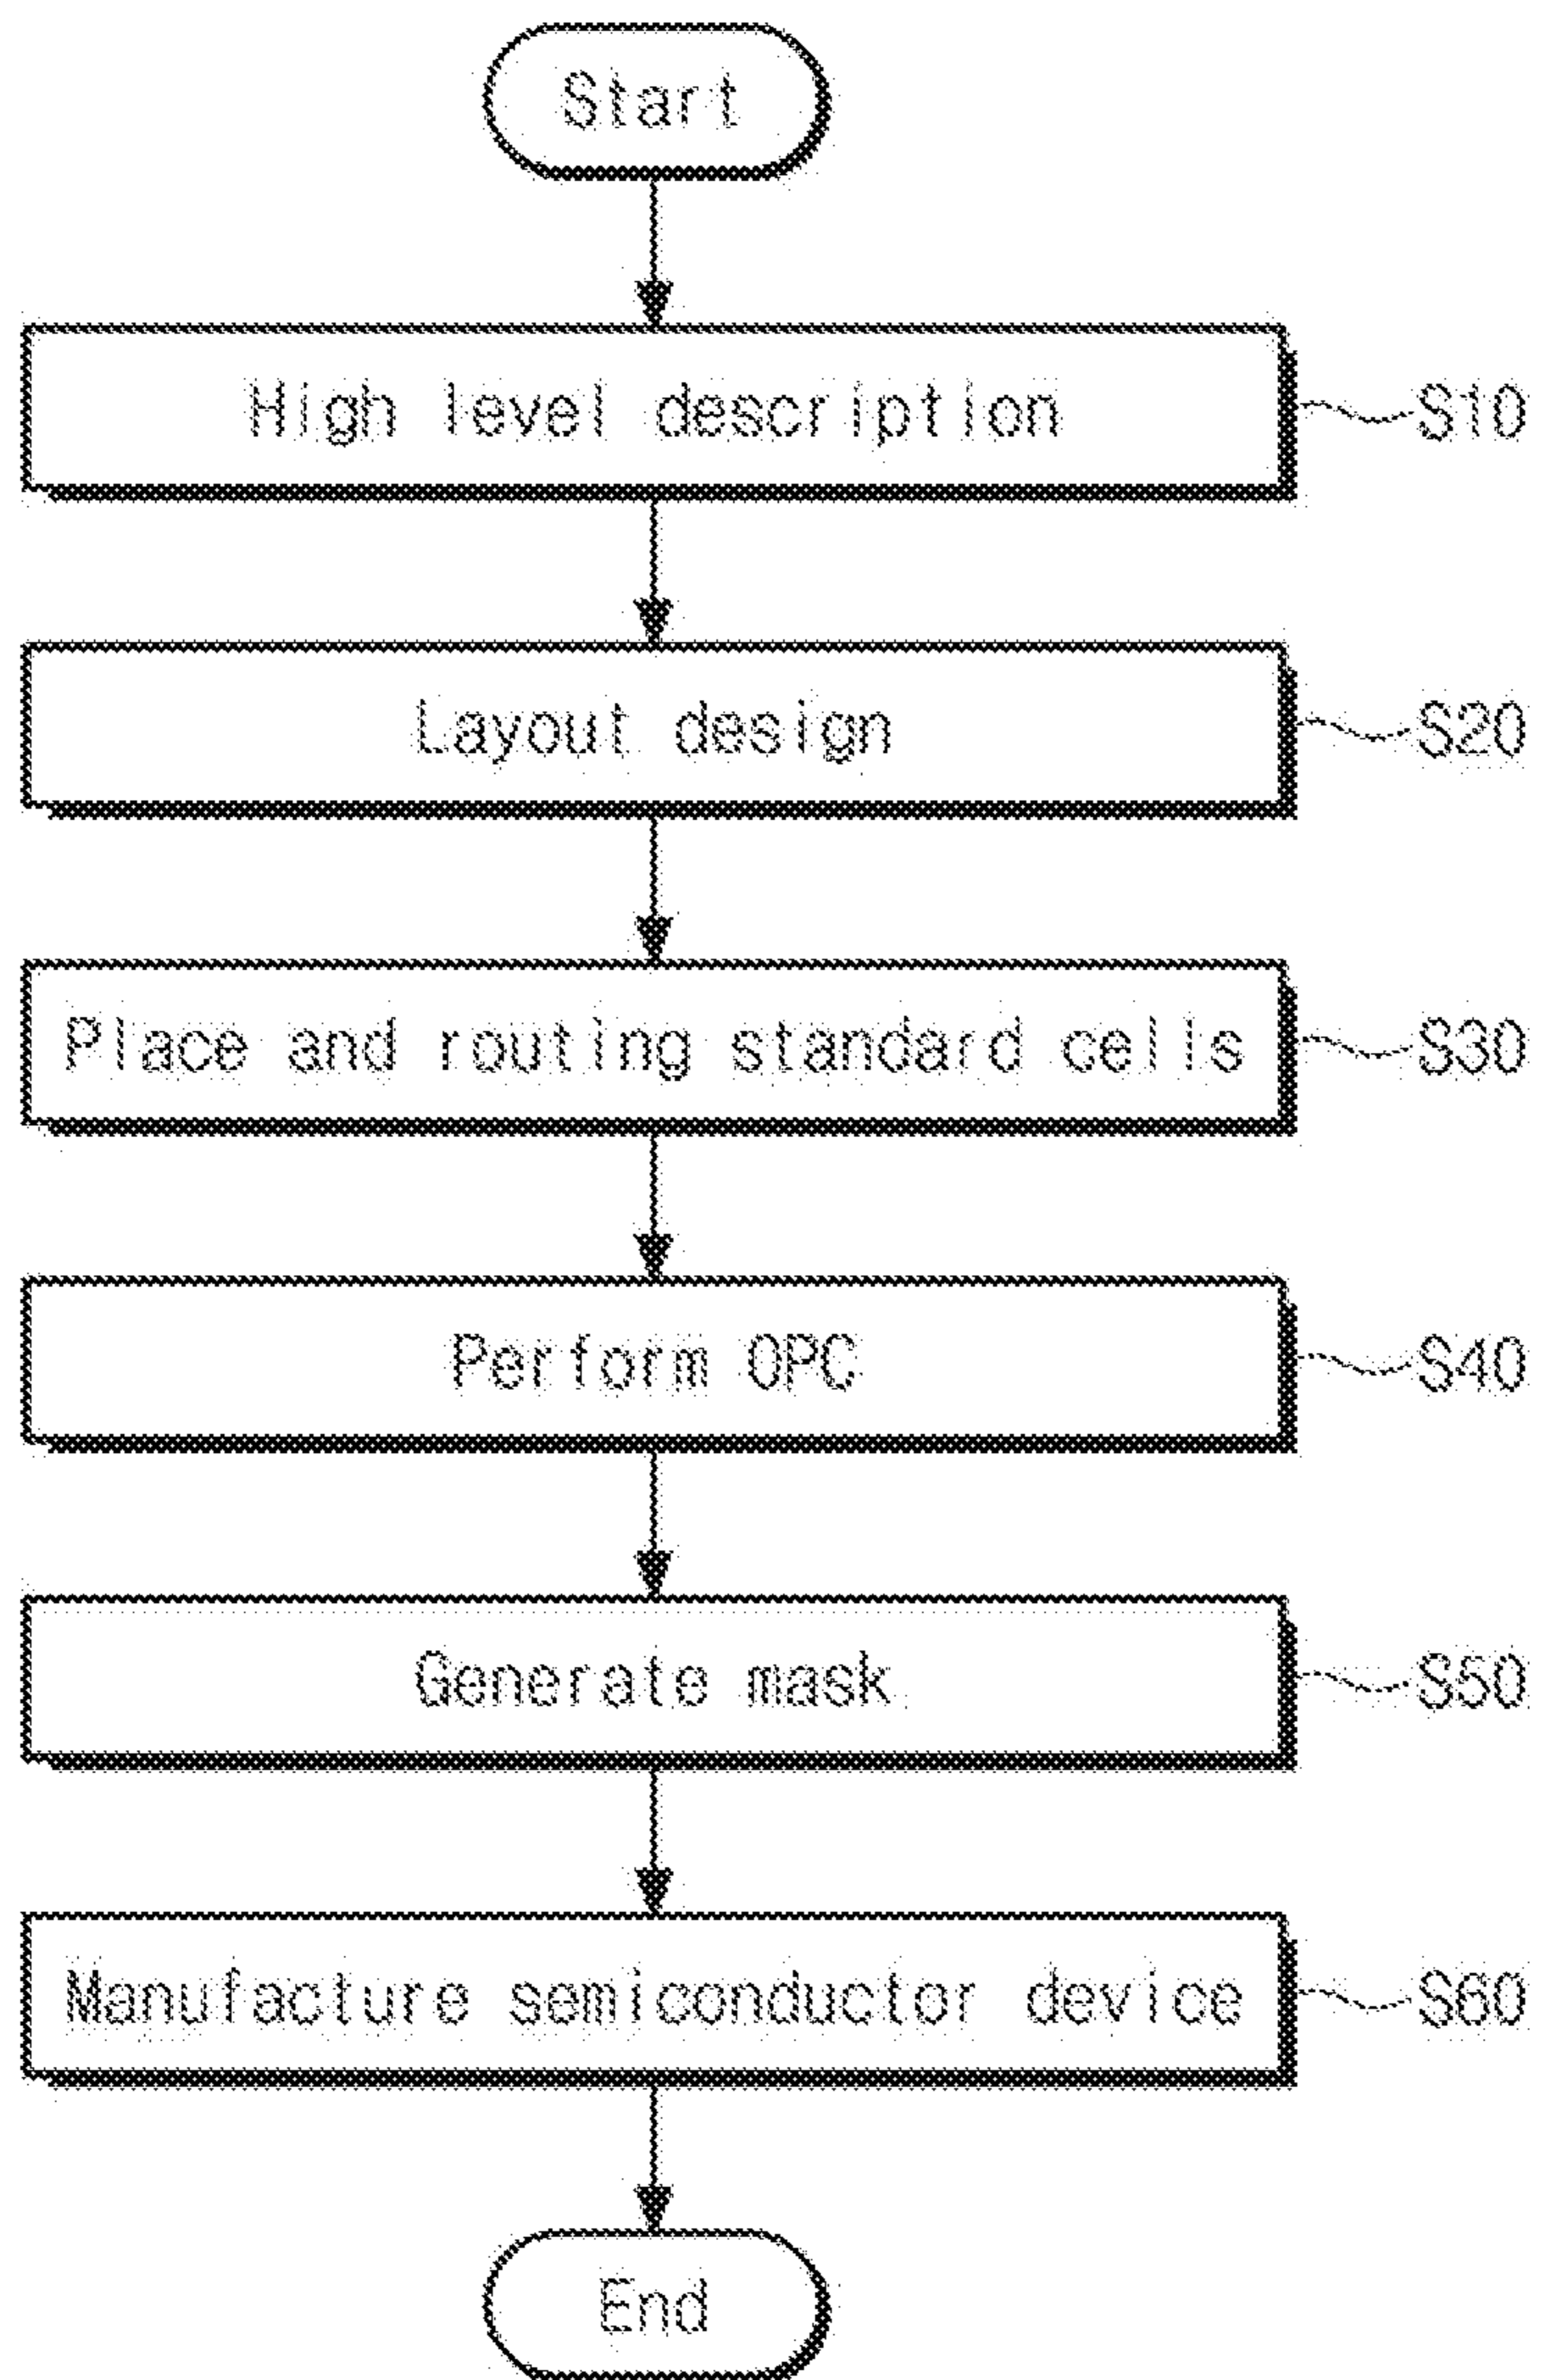 Start
High level description S10
Layout design S20
Place and routing standard cells S30
Perform OPC S40
Generate mask S50
Manufacture semiconductor device S60
End